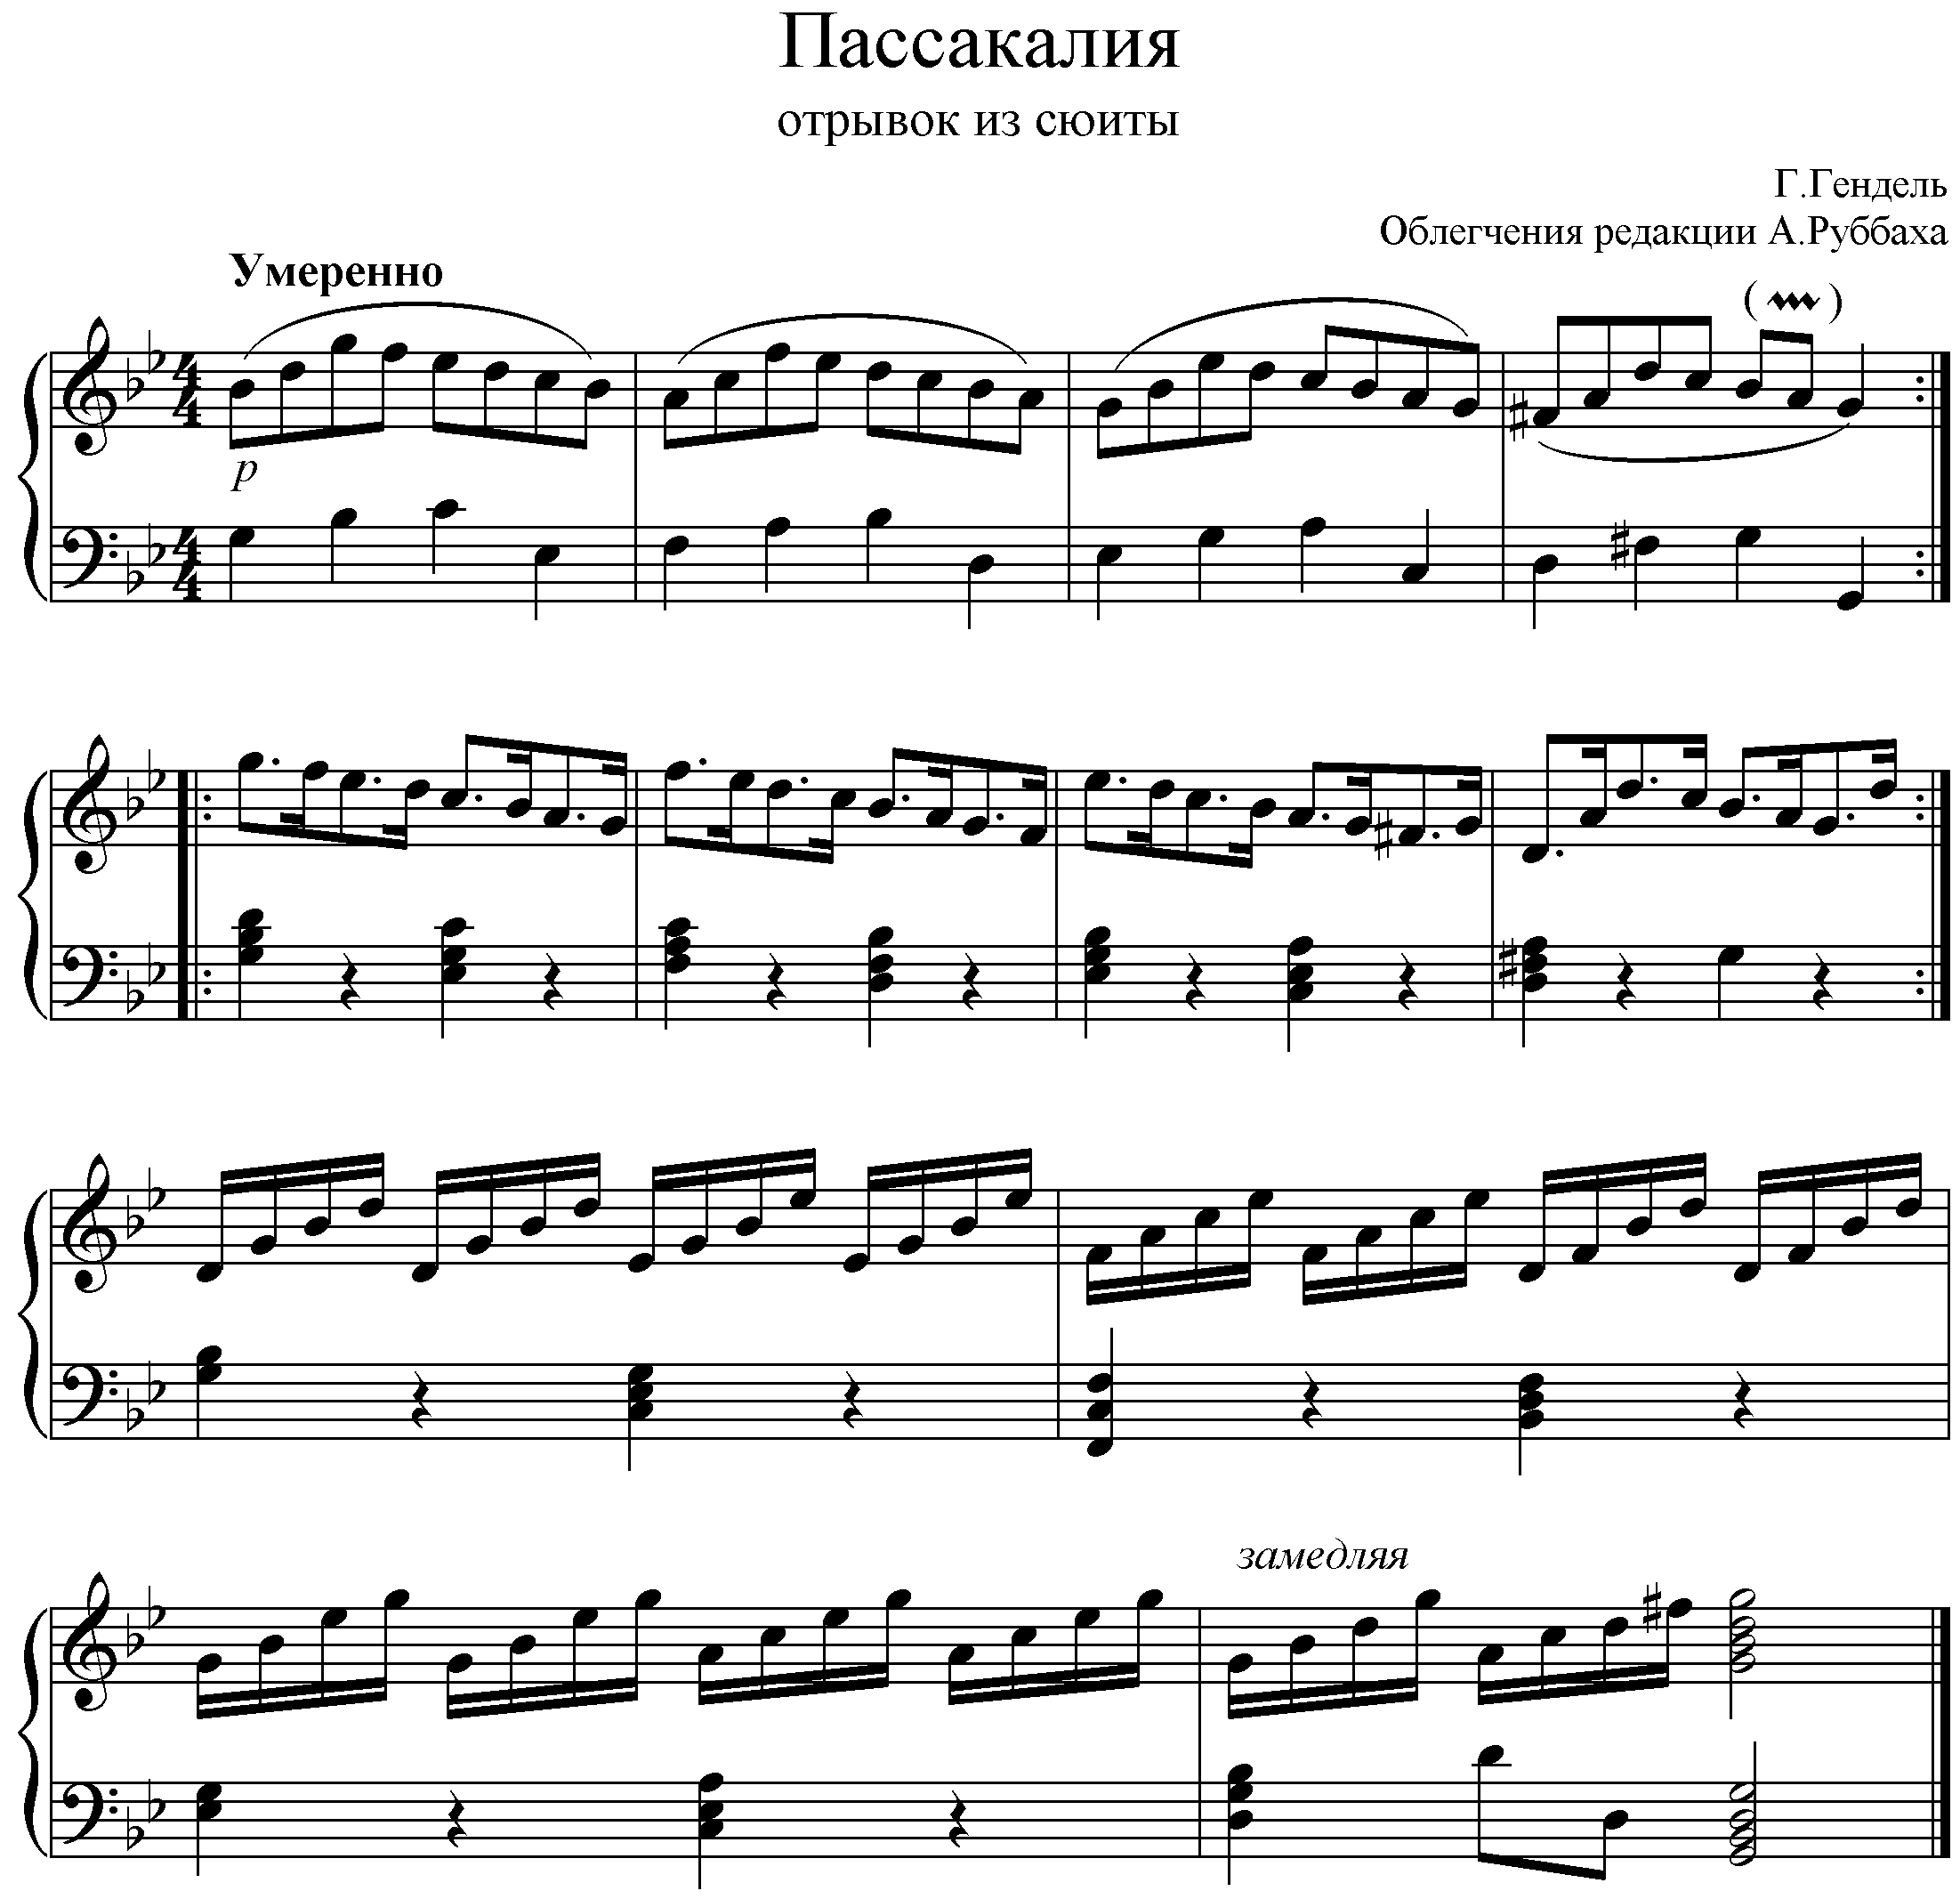 Пассакалия
отрывок из сюиты
Г.Гендель
Облегчения редакции А.Руббаха
Умеренно
p
замедляя